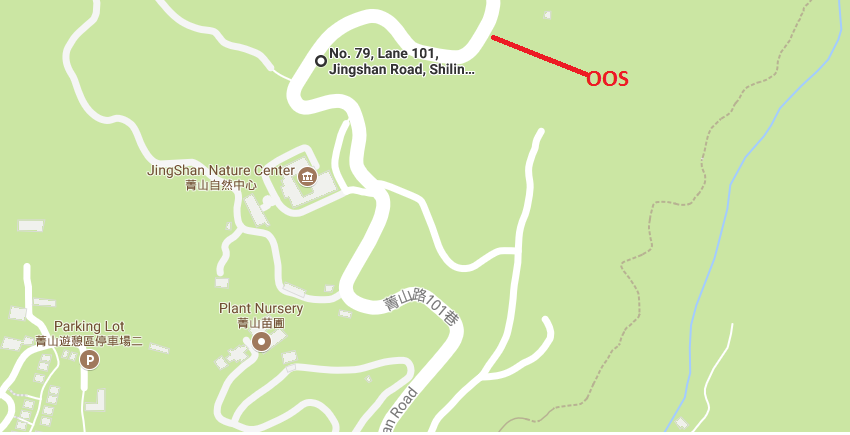 No. 79, Lane 101,
Jingshan Road, Shilin...
OOS
JingShan Nature Center
菁山自然中心
菁山路101巷
Plant Nursery
菁山苗圃
Parking Lot
菁山遊憩區停車場二
P
an Road